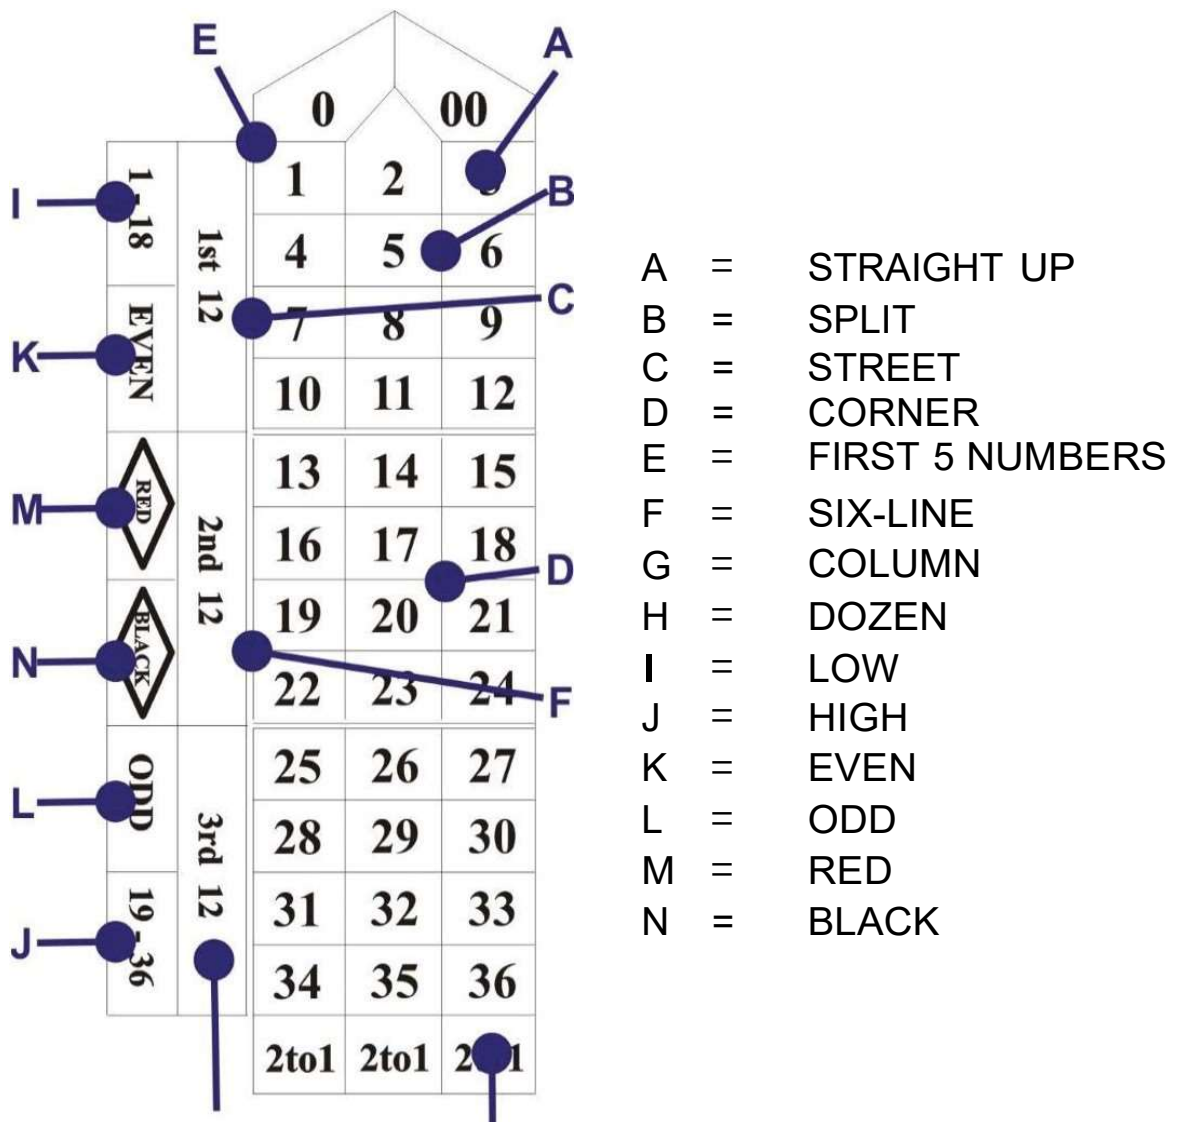 E
A
0 00
1 2
B
4 5 6
C
7 8 9
10 11 12
13 14 15
16 17 18
D
19 20 21
22 23 24
F
25 26 27
28 29 30
31 32 33
34 35 36
2to1 2to1
1st 12
2nd 12
3rd 12
I
1-18
K
EVEN
M
RED
N
BLACK
L
ODD
J
19-36
A = STRAIGHT UP
B = SPLIT
C = STREET
D = CORNER
E = FIRST 5 NUMBERS
F = SIX-LINE
G = COLUMN
H = DOZEN
I = LOW
J = HIGH
K = EVEN
L = ODD
M = RED
N = BLACK